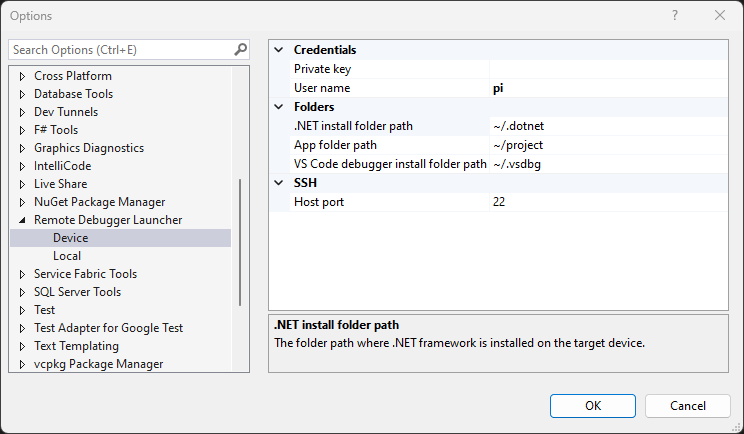 Options
Search Options (Ctrl+E)
Cross Platform
Database Tools
Dev Tunnels
F# Tools
Graphics Diagnostics
IntelliCode
Live Share
NuGet Package Manager
Remote Debugger Launcher
Device
Local
Service Fabric Tools
SQL Server Tools
Test
Test Adapter for Google Test
Text Templating
vcpkg Package Manager
Credentials
Private key
User name pi
Folders
.NET install folder path ~/.dotnet
App folder path ~/project
VS Code debugger install folder path ~/.vsdbg
SSH
Host port 22
.NET install folder path
The folder path where .NET framework is installed on the target device.
OK Cancel